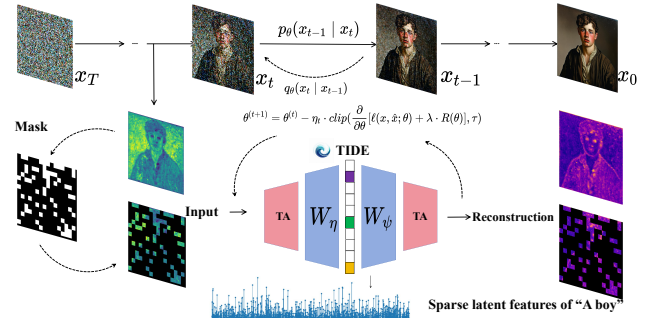 p_θ(x_{t-1} | x_t)
x_T
...
x_t
x_{t-1}
...
x_0
q_θ(x_t | x_{t-1})
θ^{(t+1)} = θ^{(t)} − η_t · clip(∂/∂θ [ℓ(x, x̂; θ) + λ · R(θ)], τ)
Mask
TIDE
Input
TA
W_η
W_ψ
TA
Reconstruction
Sparse latent features of “A boy”